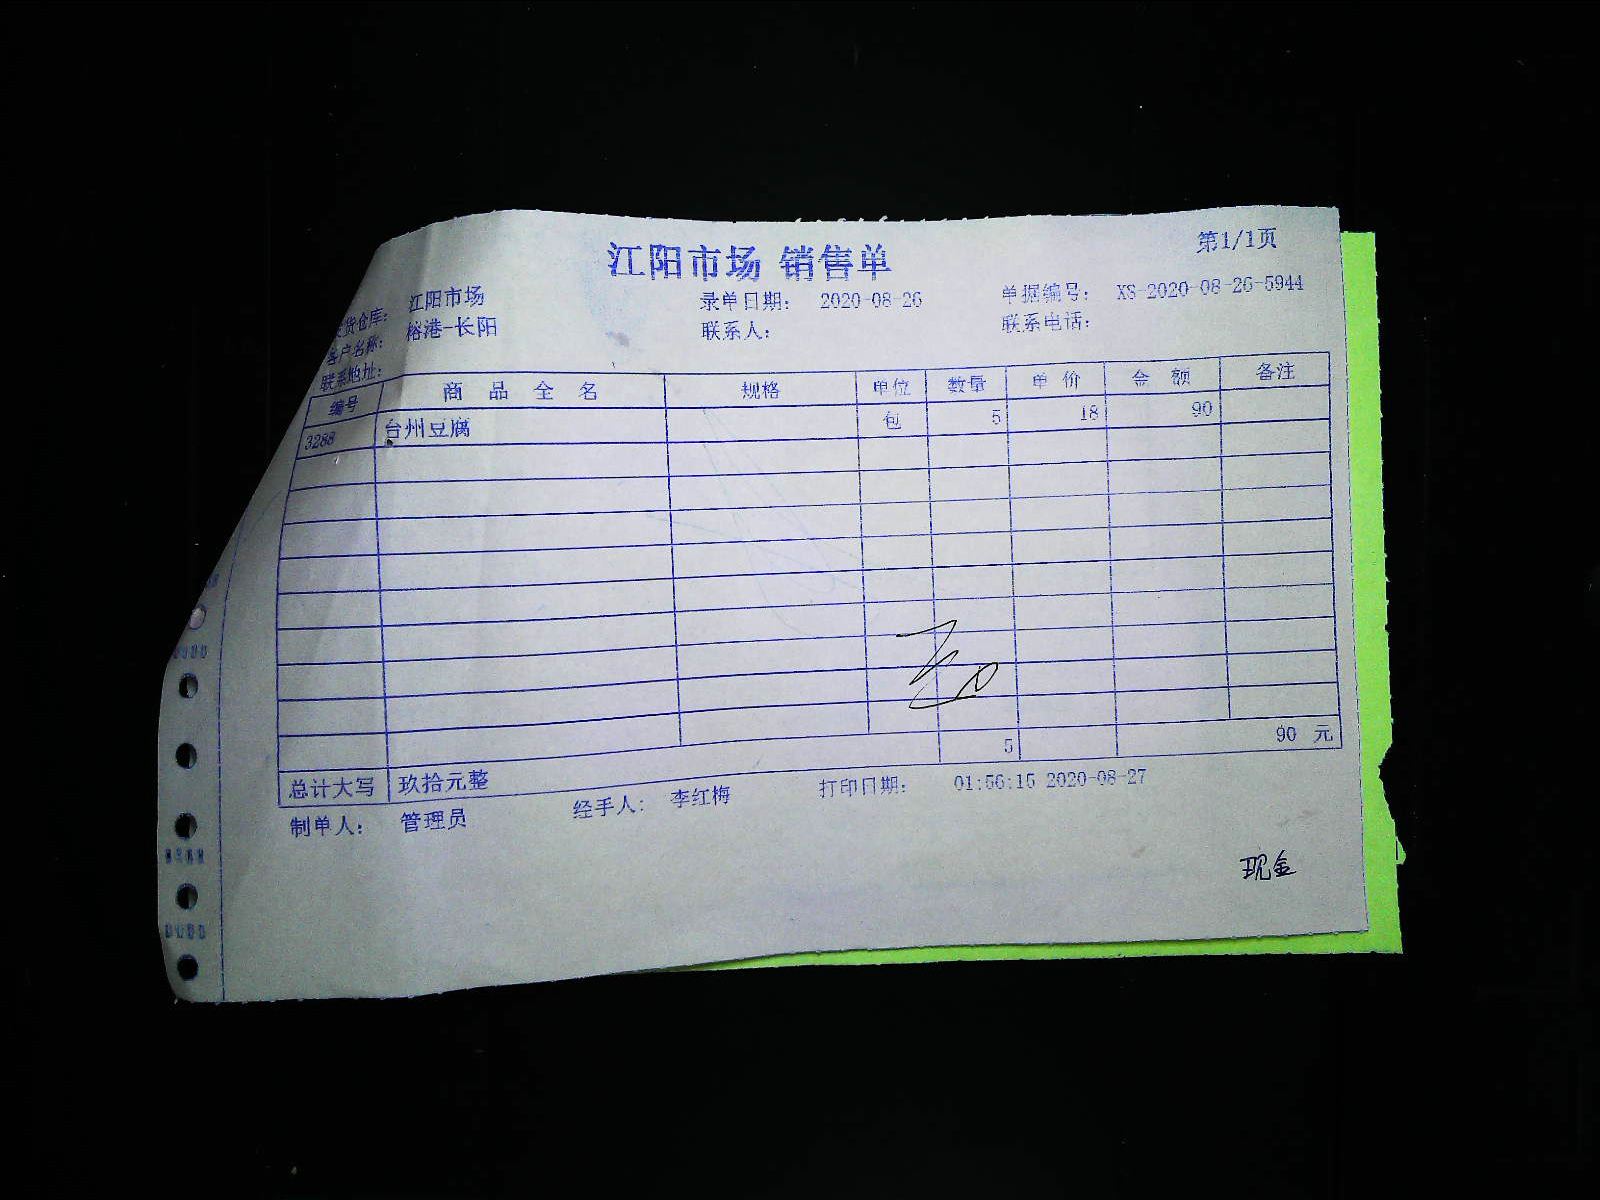 第1/1页
江阳市场 销售单
发货仓库： 江阳市场 录单日期： 2020-08-26 单据编号： XS-2020-08-26-5944
客户名称： 榕港-长阳 联系人： 联系电话：
联系地址：
编号 商品全名 规格 单位 数量 单价 金额 备注
3288 台州豆腐 包 5 18 90
5 90 元
总计大写 玖拾元整
制单人： 管理员 经手人： 李红梅 打印日期： 01:56:15 2020-08-27
现金